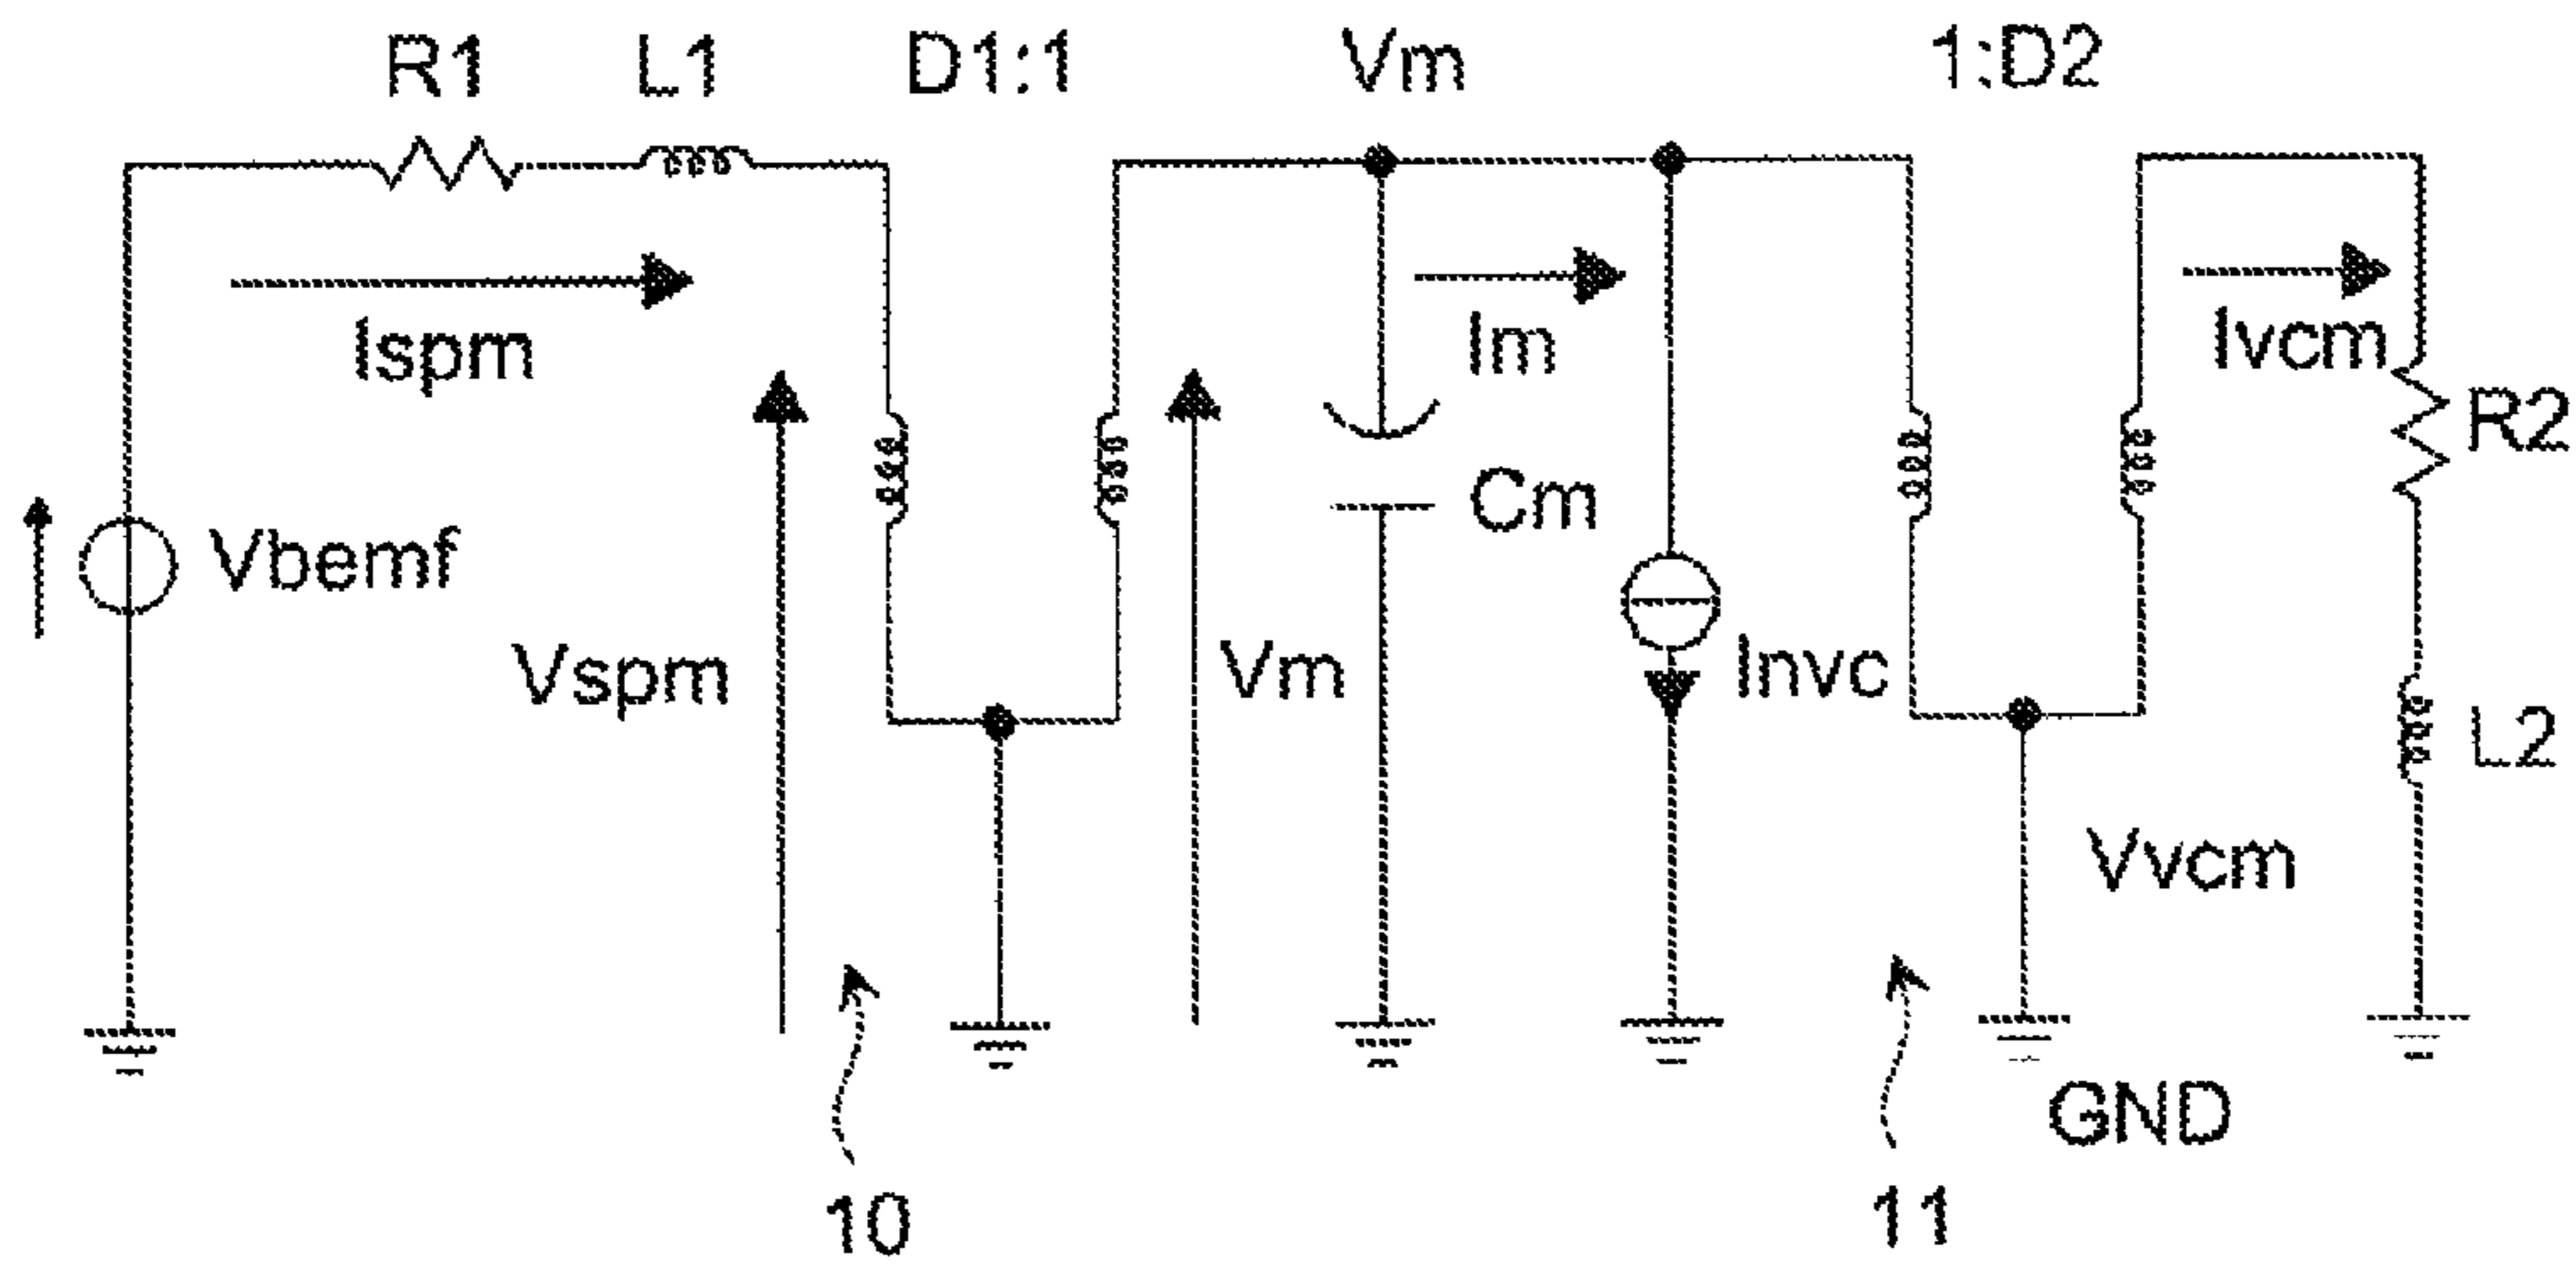 R1 L1 D1:1 Vm 1:D2
Ispm Im Ivcm
R2
Cm
Vbemf
Vspm Vm Invc
L2
Vvcm
GND
10 11